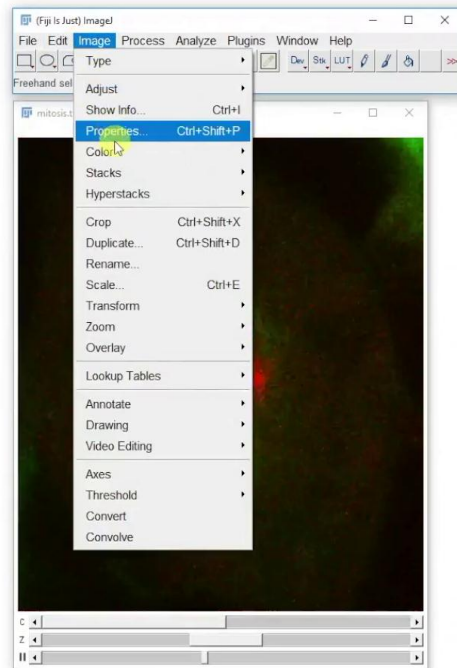 (Fiji Is Just) ImageJ
File Edit Image Process Analyze Plugins Window Help
Dev Stk LUT >>
Freehand sel
mitosis.t
Type
Adjust
Show Info... Ctrl+I
Properties... Ctrl+Shift+P
Color
Stacks
Hyperstacks
Crop Ctrl+Shift+X
Duplicate... Ctrl+Shift+D
Rename...
Scale... Ctrl+E
Transform
Zoom
Overlay
Lookup Tables
Annotate
Drawing
Video Editing
Axes
Threshold
Convert
Convolve
C
Z